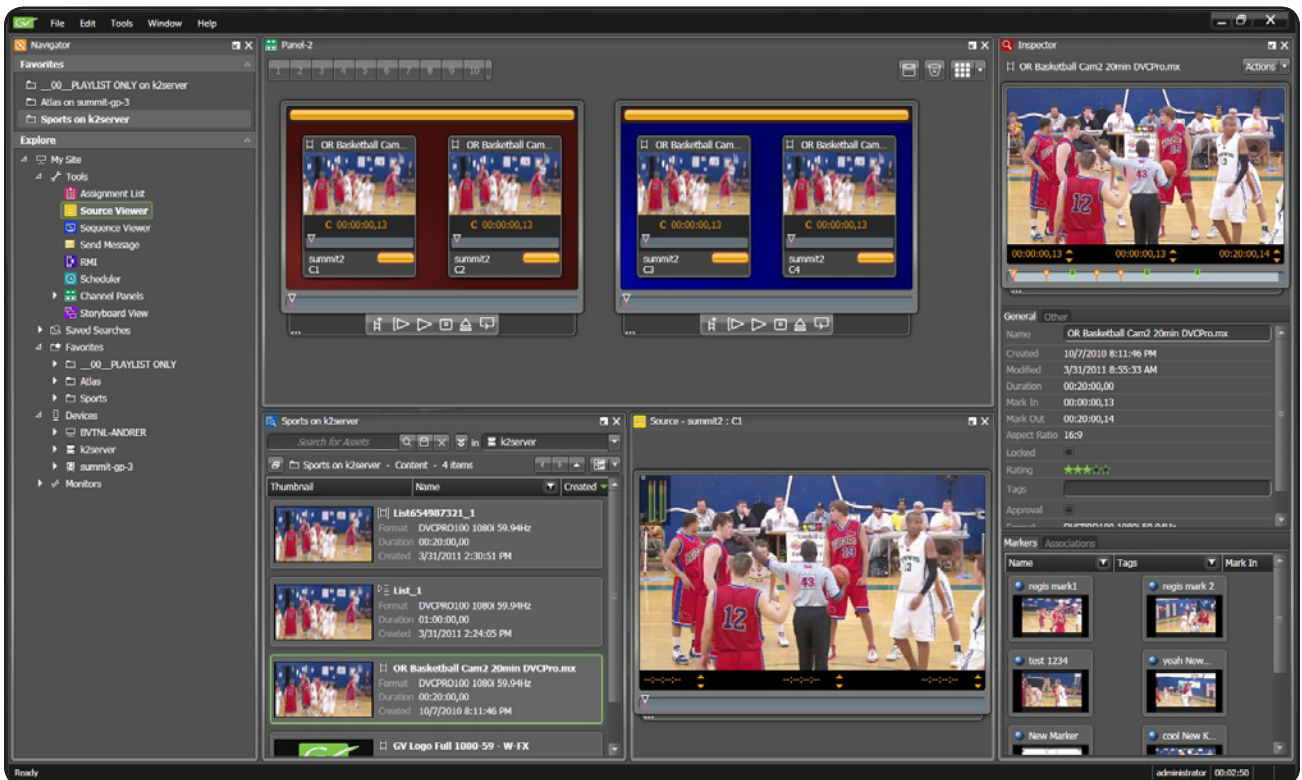 GV File Edit Tools Window Help
Navigator
Favorites
__00__PLAYLIST ONLY on k2server
Atlas on summit-gp-3
Sports on k2server
Explore
My Site
Tools
Assignment List
Source Viewer
Sequence Viewer
Send Message
RMI
Scheduler
Channel Panels
Storyboard View
Saved Searches
Favorites
__00__PLAYLIST ONLY
Atlas
Sports
Devices
BVTNL-ANDRER
k2server
summit-gp-3
Monitors
Panel-2
1 2 3 4 5 6 7 8 9 10
OR Basketball Cam...
C 00:00:00,13
summit2
C1
OR Basketball Cam...
C 00:00:00,13
summit2
C2
OR Basketball Cam...
C 00:00:00,13
summit2
C3
OR Basketball Cam...
C 00:00:00,13
summit2
C4
Sports on k2server
Search for Assets in k2server
Sports on k2server - Content - 4 items
Thumbnail Name Created
List654987321_1
Format DVCPRO100 1080i 59.94Hz
Duration 00:20:00,00
Created 3/31/2011 2:30:51 PM
List_1
Format DVCPRO100 1080i 59.94Hz
Duration 01:00:00,00
Created 3/31/2011 2:24:05 PM
OR Basketball Cam2 20min DVCPro.mx
Format DVCPRO100 1080i 59.94Hz
Duration 00:20:00,00
Created 10/7/2010 8:11:46 PM
GV Logo Full 1080-59 - W-FX
Source - summit2 : C1
12
43
13
--:--:--:-- --:--:--:-- --:--:--:--
Inspector
OR Basketball Cam2 20min DVCPro.mx Actions
12
43
00:00:00,13 00:00:00,13 00:20:00,14
General Other
Name OR Basketball Cam2 20min DVCPro.mx
Created 10/7/2010 8:11:46 PM
Modified 3/31/2011 8:55:33 AM
Duration 00:20:00,00
Mark In 00:00:00,13
Mark Out 00:20:00,14
Aspect Ratio 16:9
Locked
Rating
Tags
Approval
Format DVCPRO100 1080i 59.94Hz
Markers Associations
Name Tags Mark In
regis mark1
regis mark 2
test 1234
yeah New...
New Marker
cool New K...
Ready
administrator 00:02:50